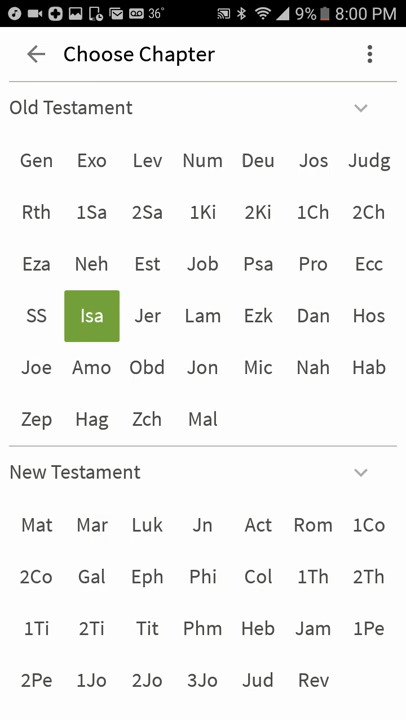 36° 9% 8:00 PM
Choose Chapter
Old Testament
Gen Exo Lev Num Deu Jos Judg
Rth 1Sa 2Sa 1Ki 2Ki 1Ch 2Ch
Eza Neh Est Job Psa Pro Ecc
SS Isa Jer Lam Ezk Dan Hos
Joe Amo Obd Jon Mic Nah Hab
Zep Hag Zch Mal
New Testament
Mat Mar Luk Jn Act Rom 1Co
2Co Gal Eph Phi Col 1Th 2Th
1Ti 2Ti Tit Phm Heb Jam 1Pe
2Pe 1Jo 2Jo 3Jo Jud Rev